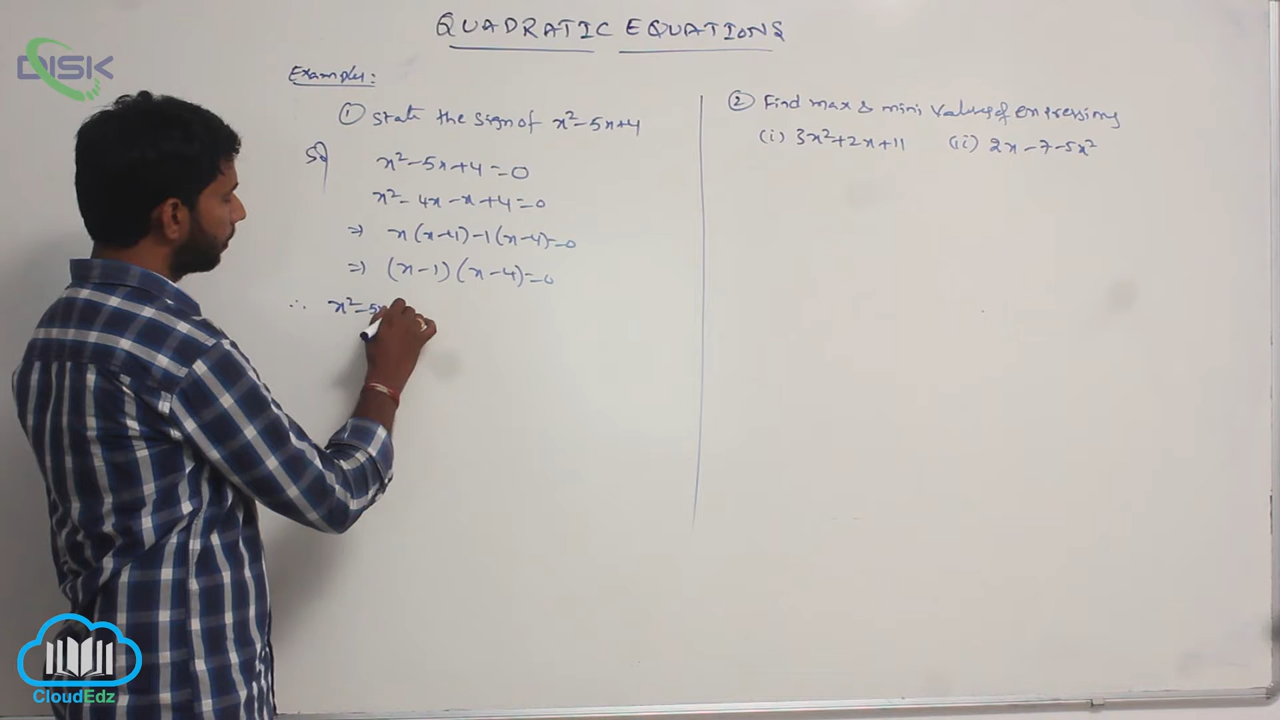 QUADRATIC EQUATIONS
DISK
Examples:
① State the sign of x²-5x+4
Sol
x²-5x+4=0
x²-4x-x+4=0
⇒ x(x-4)-1(x-4)=0
⇒ (x-1)(x-4)=0
∴ x²-5x
② Find max & mini Values of expressions
(i) 3x²+2x+11 (ii) 2x-7-5x²
CloudEdz